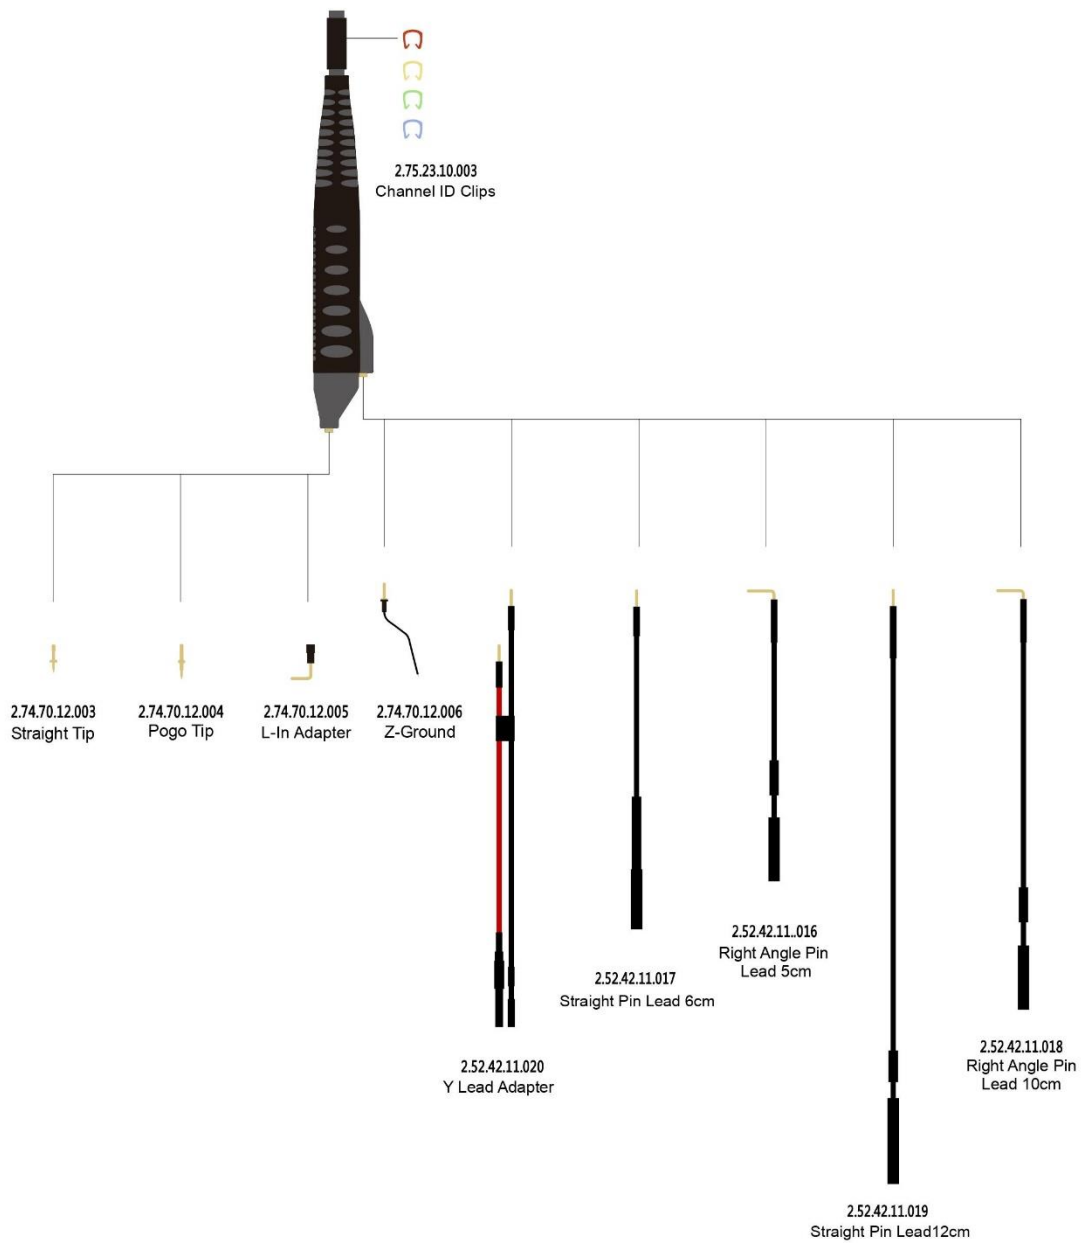 2.75.23.10.003
Channel ID Clips
2.74.70.12.003
Straight Tip
2.74.70.12.004
Pogo Tip
2.74.70.12.005
L-In Adapter
2.74.70.12.006
Z-Ground
2.52.42.11.020
Y Lead Adapter
2.52.42.11.017
Straight Pin Lead 6cm
2.52.42.11..016
Right Angle Pin
Lead 5cm
2.52.42.11.019
Straight Pin Lead12cm
2.52.42.11.018
Right Angle Pin
Lead 10cm